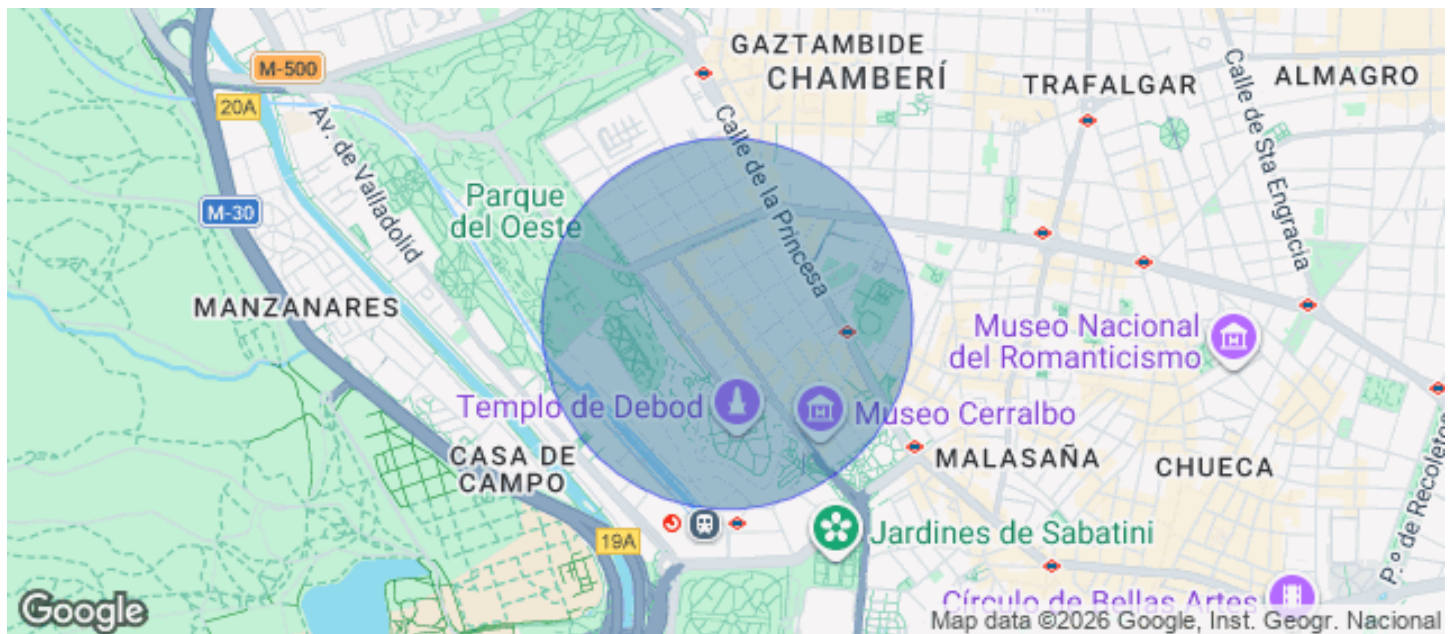 GAZTAMBIDE
CHAMBERÍ
TRAFALGAR
ALMAGRO
M-500
20A
Av. de Valladolid
Calle de la Princesa
Calle de Sta Engracia
Parque
del Oeste
M-30
MANZANARES
Museo Nacional
del Romanticismo
Templo de Debod
Museo Cerralbo
CASA DE
CAMPO
MALASAÑA
CHUECA
P.º de Recoletos
19A
Jardines de Sabatini
Círculo de Bellas Artes
Google
Map data ©2026 Google, Inst. Geogr. Nacional